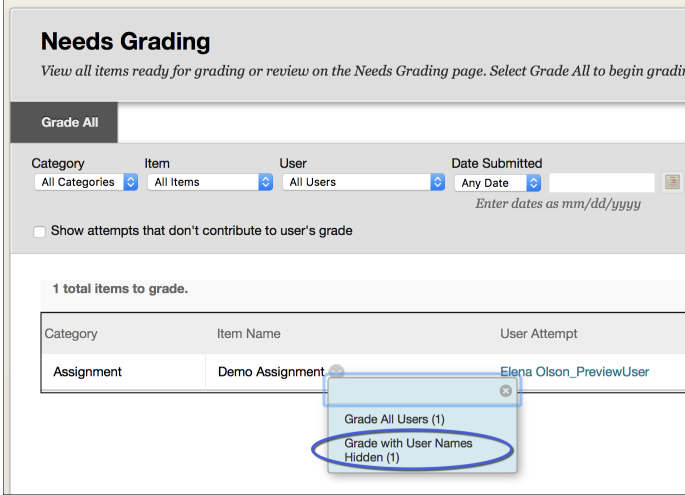 Needs Grading
View all items ready for grading or review on the Needs Grading page. Select Grade All to begin
Grade All
Category Item User Date Submitted
All Categories All Items All Users Any Date
Enter dates as mm/dd/yyyy
Show attempts that don't contribute to user's grade
1 total items to grade.
Category Item Name User Attempt
Assignment Demo Assignment Elena Olson_PreviewUser
Grade All Users (1)
Grade with User Names
Hidden (1)